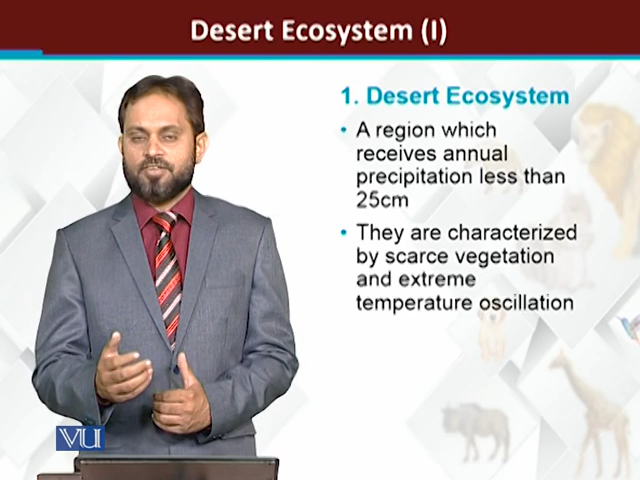 Desert Ecosystem (I)
1. Desert Ecosystem
• A region which
receives annual
precipitation less than
25cm
• They are characterized
by scarce vegetation
and extreme
temperature oscillation
VU